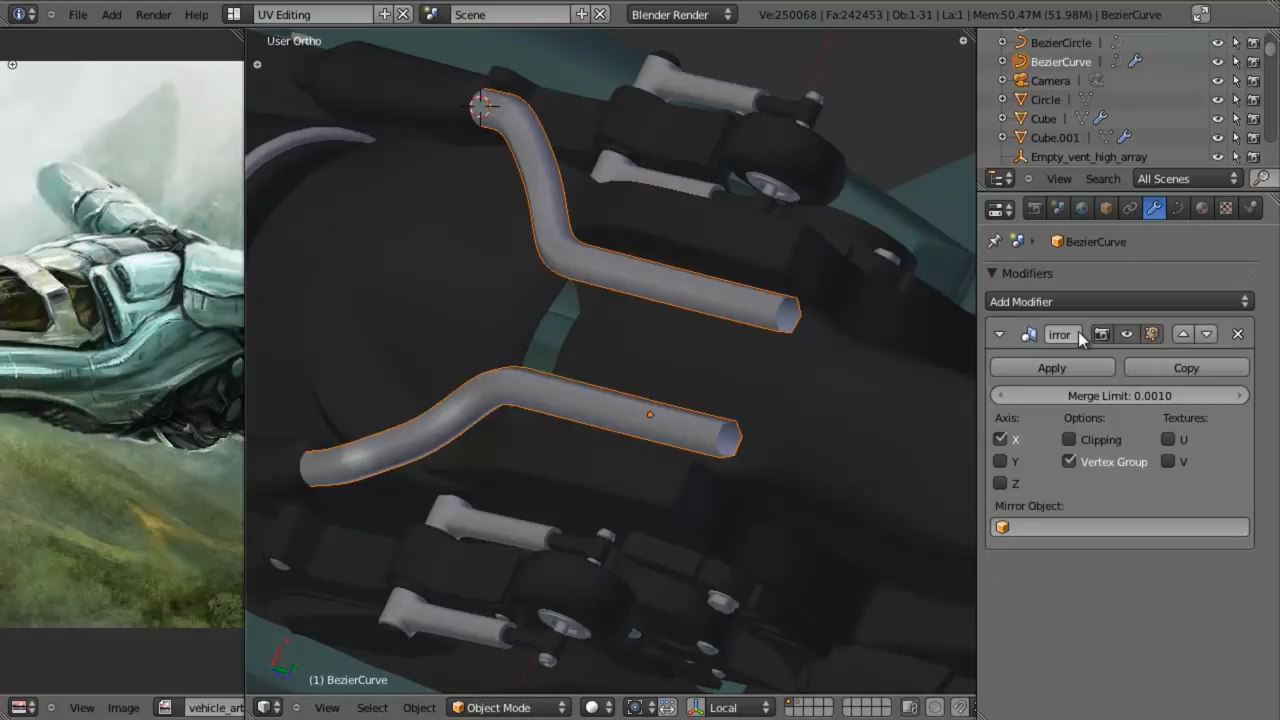 File Add Render Help UV Editing Scene Blender Render Ve:250068 | Fa:242453 | Ob:1-31 | La:1 | Mem:50.47M (51.98M) | BezierCurve
User Ortho
BezierCircle
BezierCurve
Camera
Circle
Cube
Cube.001
Empty_vent_high_array
View Search All Scenes
BezierCurve
Modifiers
Add Modifier
irror
Apply Copy
Merge Limit: 0.0010
Axis: Options: Textures:
X Clipping U
Y Vertex Group V
Z
Mirror Object:
(1) BezierCurve
View Image vehicle_art View Select Object Object Mode Local